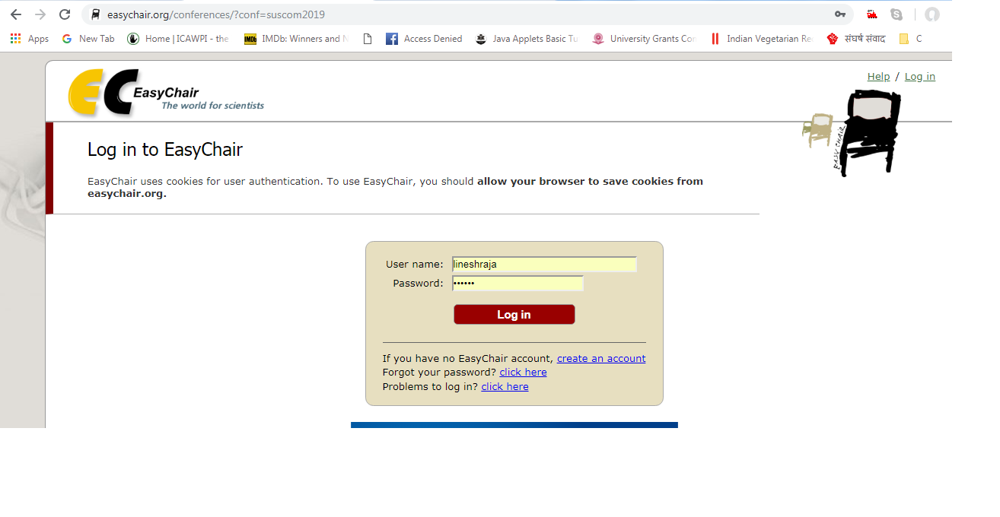 easychair.org/conferences/?conf=suscom2019
Apps New Tab Home | ICAWPI - the IMDb: Winners and N Access Denied Java Applets Basic Tu University Grants Con Indian Vegetarian Re संघर्ष संवाद C
Help / Log in
EC EasyChair
The world for scientists
EASY CHAIR
Log in to EasyChair
EasyChair uses cookies for user authentication. To use EasyChair, you should allow your browser to save cookies from
easychair.org.
User name: lineshraja
Password: ••••••
Log in
If you have no EasyChair account, create an account
Forgot your password? click here
Problems to log in? click here